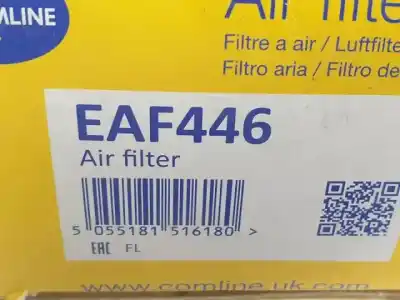 MLINE
Air filte
Filtre a air / Luftfilte
Filtro aria / Filtro de
EAF446
Air filter
5 055181 516180 >
EAC FL
www.comline.uk.com